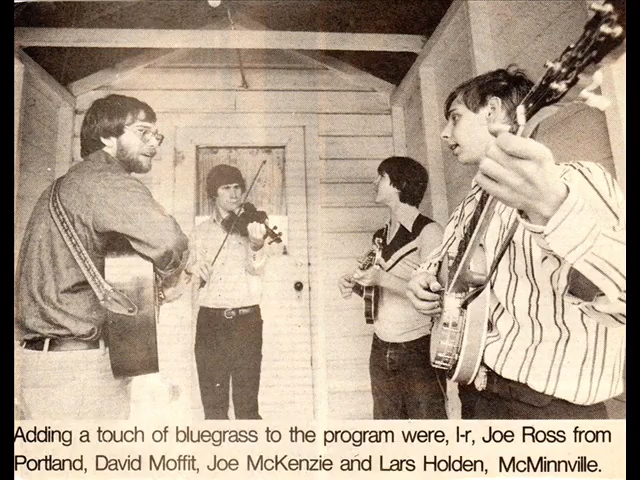 Adding a touch of bluegrass to the program were, l-r, Joe Ross from
Portland, David Moffit, Joe McKenzie and Lars Holden, McMinnville.